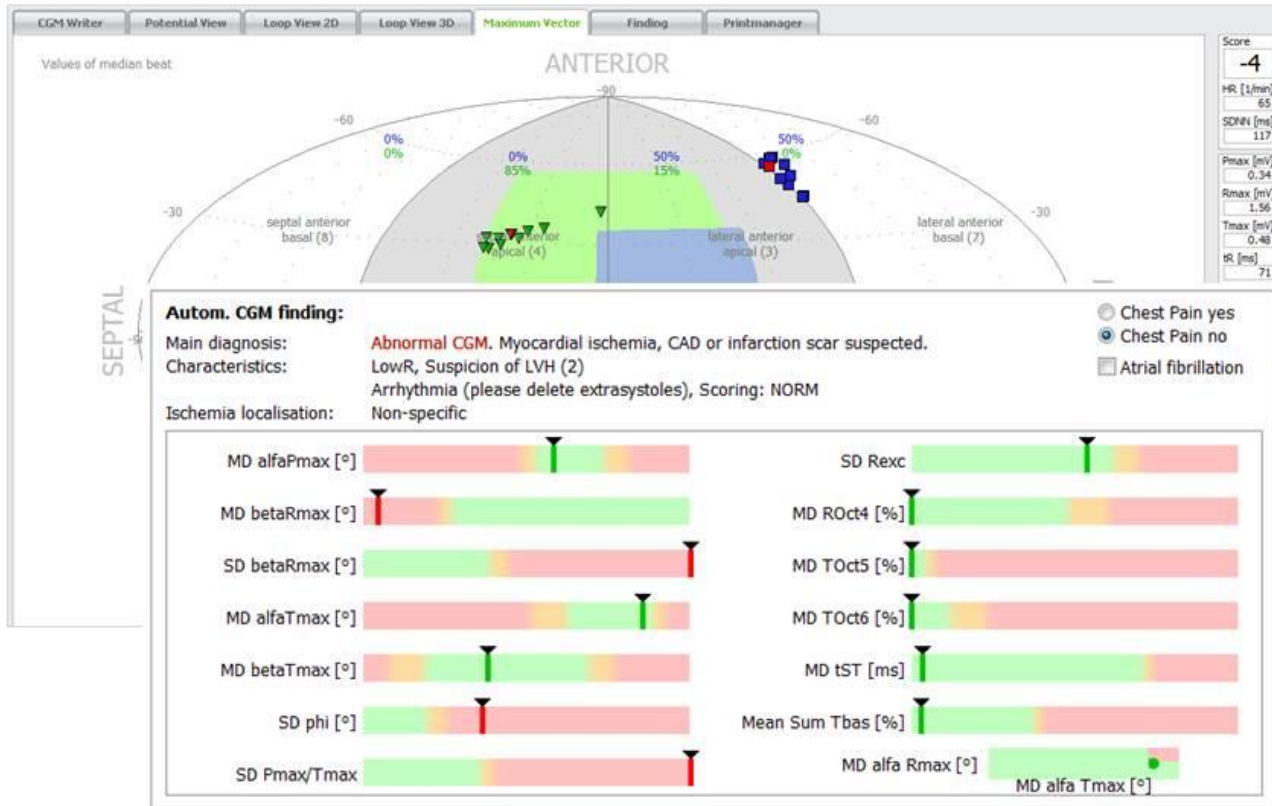 CGM Writer
Potential View
Loop View 2D
Loop View 3D
Maximum Vector
Finding
Printmanager
Values of median beat
ANTERIOR
-90
-60
-60
0%
0%
0%
85%
50%
15%
50%
0%
-30
-30
septal anterior
basal (8)
anterior
apical (4)
lateral anterior
apical (3)
lateral anterior
basal (7)
SEPTAL
Score
-4
HR [1/min]
65
SDNN [ms]
117
Pmax [mV]
0.34
Rmax [mV]
1.56
Tmax [mV]
0.48
tR [ms]
71
Autom. CGM finding:
Main diagnosis: Abnormal CGM. Myocardial ischemia, CAD or infarction scar suspected.
Characteristics: LowR, Suspicion of LVH (2)
Arrhythmia (please delete extrasystoles), Scoring: NORM
Ischemia localisation: Non-specific
Chest Pain yes
Chest Pain no
Atrial fibrillation
MD alfaPmax [°]
MD betaRmax [°]
SD betaRmax [°]
MD alfaTmax [°]
MD betaTmax [°]
SD phi [°]
SD Pmax/Tmax
SD Rexc
MD ROct4 [%]
MD TOct5 [%]
MD TOct6 [%]
MD tST [ms]
Mean Sum Tbas [%]
MD alfa Rmax [°]
MD alfa Tmax [°]